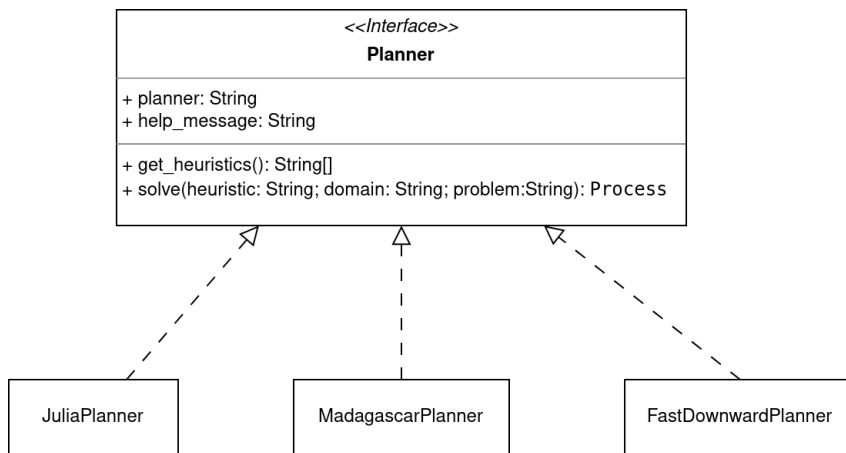 <<Interface>>
Planner
+ planner: String
+ help_message: String
+ get_heuristics(): String[]
+ solve(heuristic: String; domain: String; problem:String): Process
JuliaPlanner
MadagascarPlanner
FastDownwardPlanner